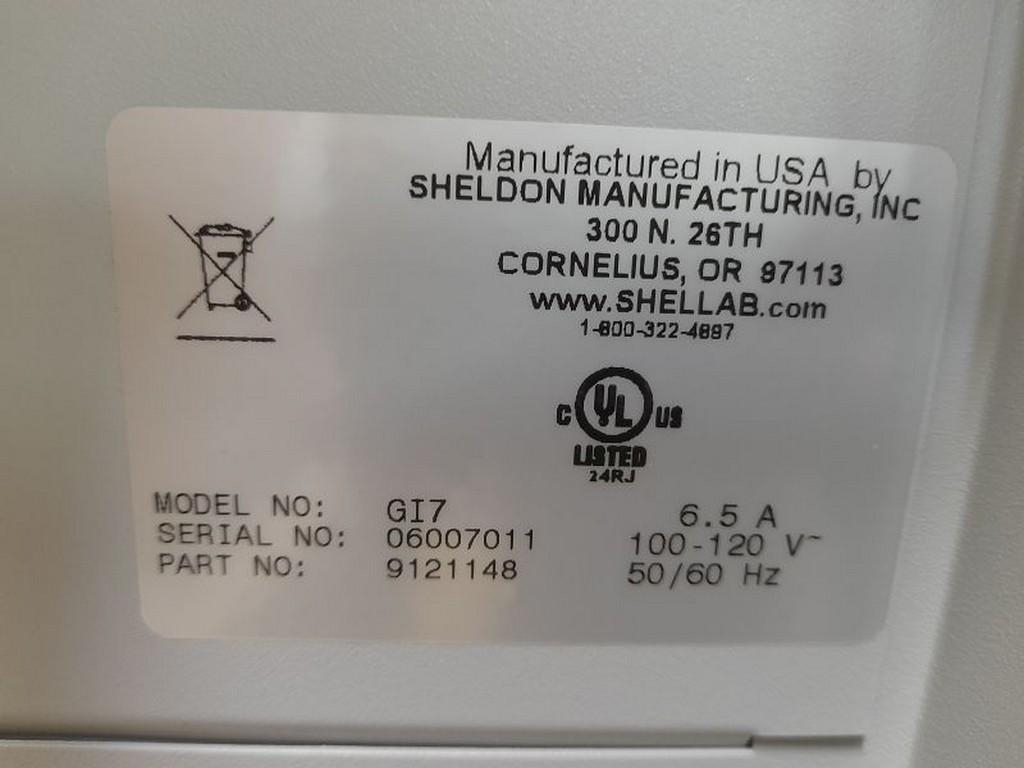 Manufactured in USA by
SHELDON MANUFACTURING, INC
300 N. 26TH
CORNELIUS, OR 97113
www.SHELLAB.com
1-800-322-4897
C UL US
LISTED
24RJ
MODEL NO: GI7 6.5 A
SERIAL NO: 06007011 100-120 V~
PART NO: 9121148 50/60 Hz